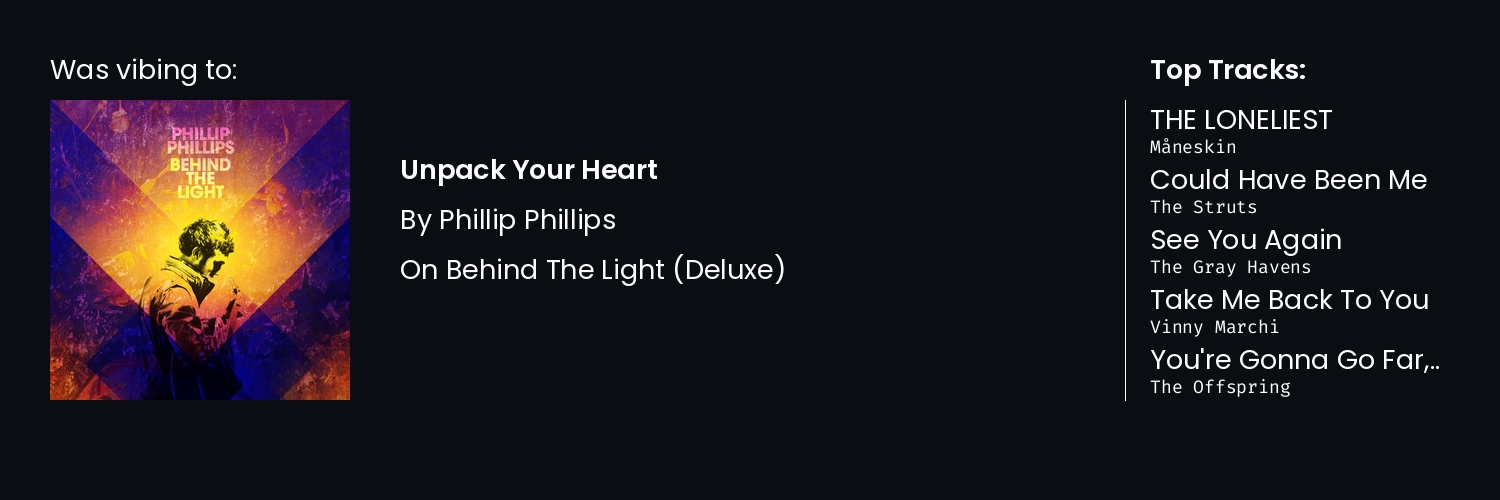 Was vibing to:
PHILLIP
PHILLIPS
BEHIND
THE
LIGHT
Unpack Your Heart
By Phillip Phillips
On Behind The Light (Deluxe)
Top Tracks:
THE LONELIEST
Måneskin
Could Have Been Me
The Struts
See You Again
The Gray Havens
Take Me Back To You
Vinny Marchi
You're Gonna Go Far,..
The Offspring